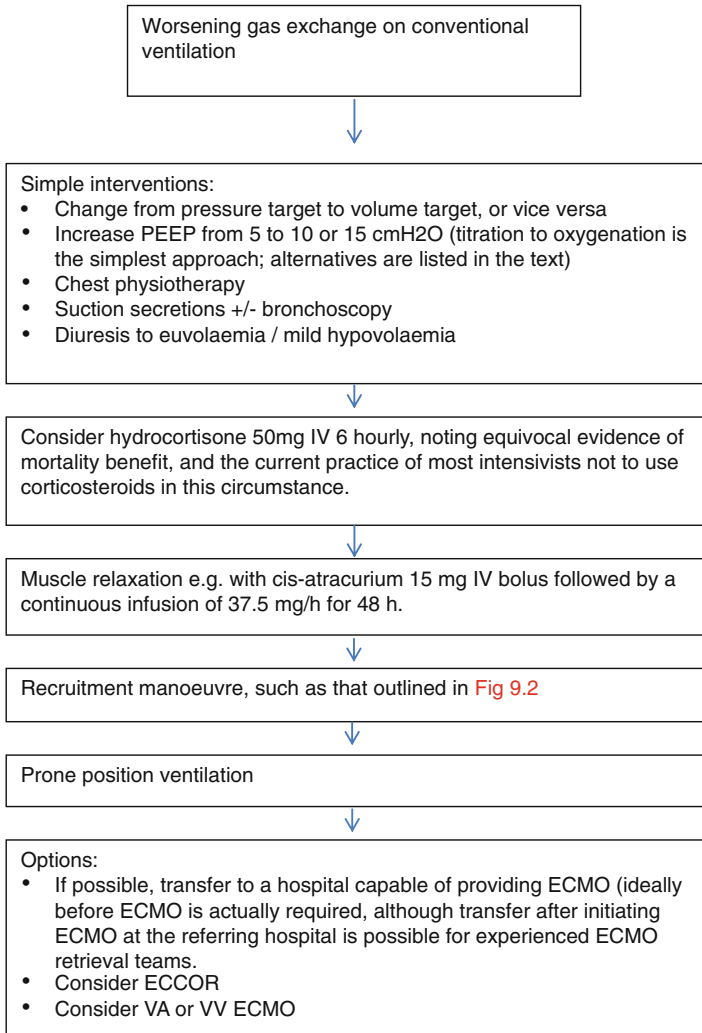 Worsening gas exchange on conventional
ventilation
Simple interventions:
• Change from pressure target to volume target, or vice versa
• Increase PEEP from 5 to 10 or 15 cmH2O (titration to oxygenation is
the simplest approach; alternatives are listed in the text)
• Chest physiotherapy
• Suction secretions +/- bronchoscopy
• Diuresis to euvolaemia / mild hypovolaemia
Consider hydrocortisone 50mg IV 6 hourly, noting equivocal evidence of
mortality benefit, and the current practice of most intensivists not to use
corticosteroids in this circumstance.
Muscle relaxation e.g. with cis-atracurium 15 mg IV bolus followed by a
continuous infusion of 37.5 mg/h for 48 h.
Recruitment manoeuvre, such as that outlined in Fig 9.2
Prone position ventilation
Options:
• If possible, transfer to a hospital capable of providing ECMO (ideally
before ECMO is actually required, although transfer after initiating
ECMO at the referring hospital is possible for experienced ECMO
retrieval teams.
• Consider ECCOR
• Consider VA or VV ECMO